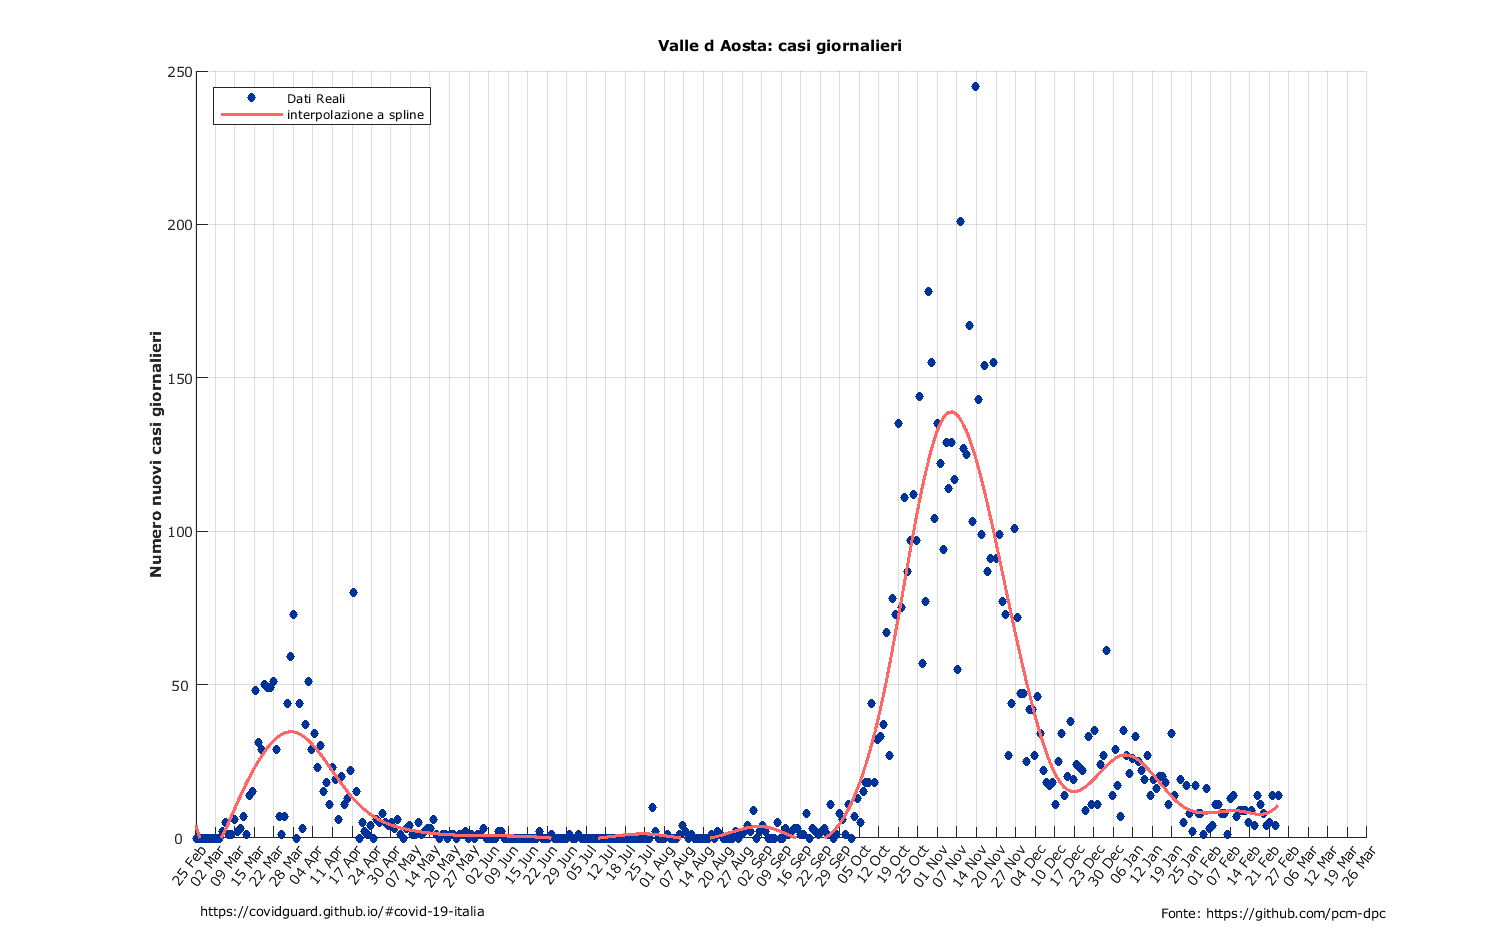 Valle d Aosta: casi giornalieri
Dati Reali
interpolazione a spline
Numero nuovi casi giornalieri
250
200
150
100
50
0
25 Feb
02 Mar
09 Mar
15 Mar
22 Mar
28 Mar
04 Apr
11 Apr
17 Apr
24 Apr
30 Apr
07 May
14 May
20 May
27 May
02 Jun
09 Jun
15 Jun
22 Jun
29 Jun
05 Jul
12 Jul
18 Jul
25 Jul
01 Aug
07 Aug
14 Aug
20 Aug
27 Aug
02 Sep
09 Sep
16 Sep
22 Sep
29 Sep
05 Oct
12 Oct
19 Oct
25 Oct
01 Nov
07 Nov
14 Nov
20 Nov
27 Nov
04 Dec
10 Dec
17 Dec
23 Dec
30 Dec
06 Jan
12 Jan
19 Jan
25 Jan
01 Feb
07 Feb
14 Feb
21 Feb
27 Feb
06 Mar
12 Mar
19 Mar
26 Mar
https://covidguard.github.io/#covid-19-italia
Fonte: https://github.com/pcm-dpc